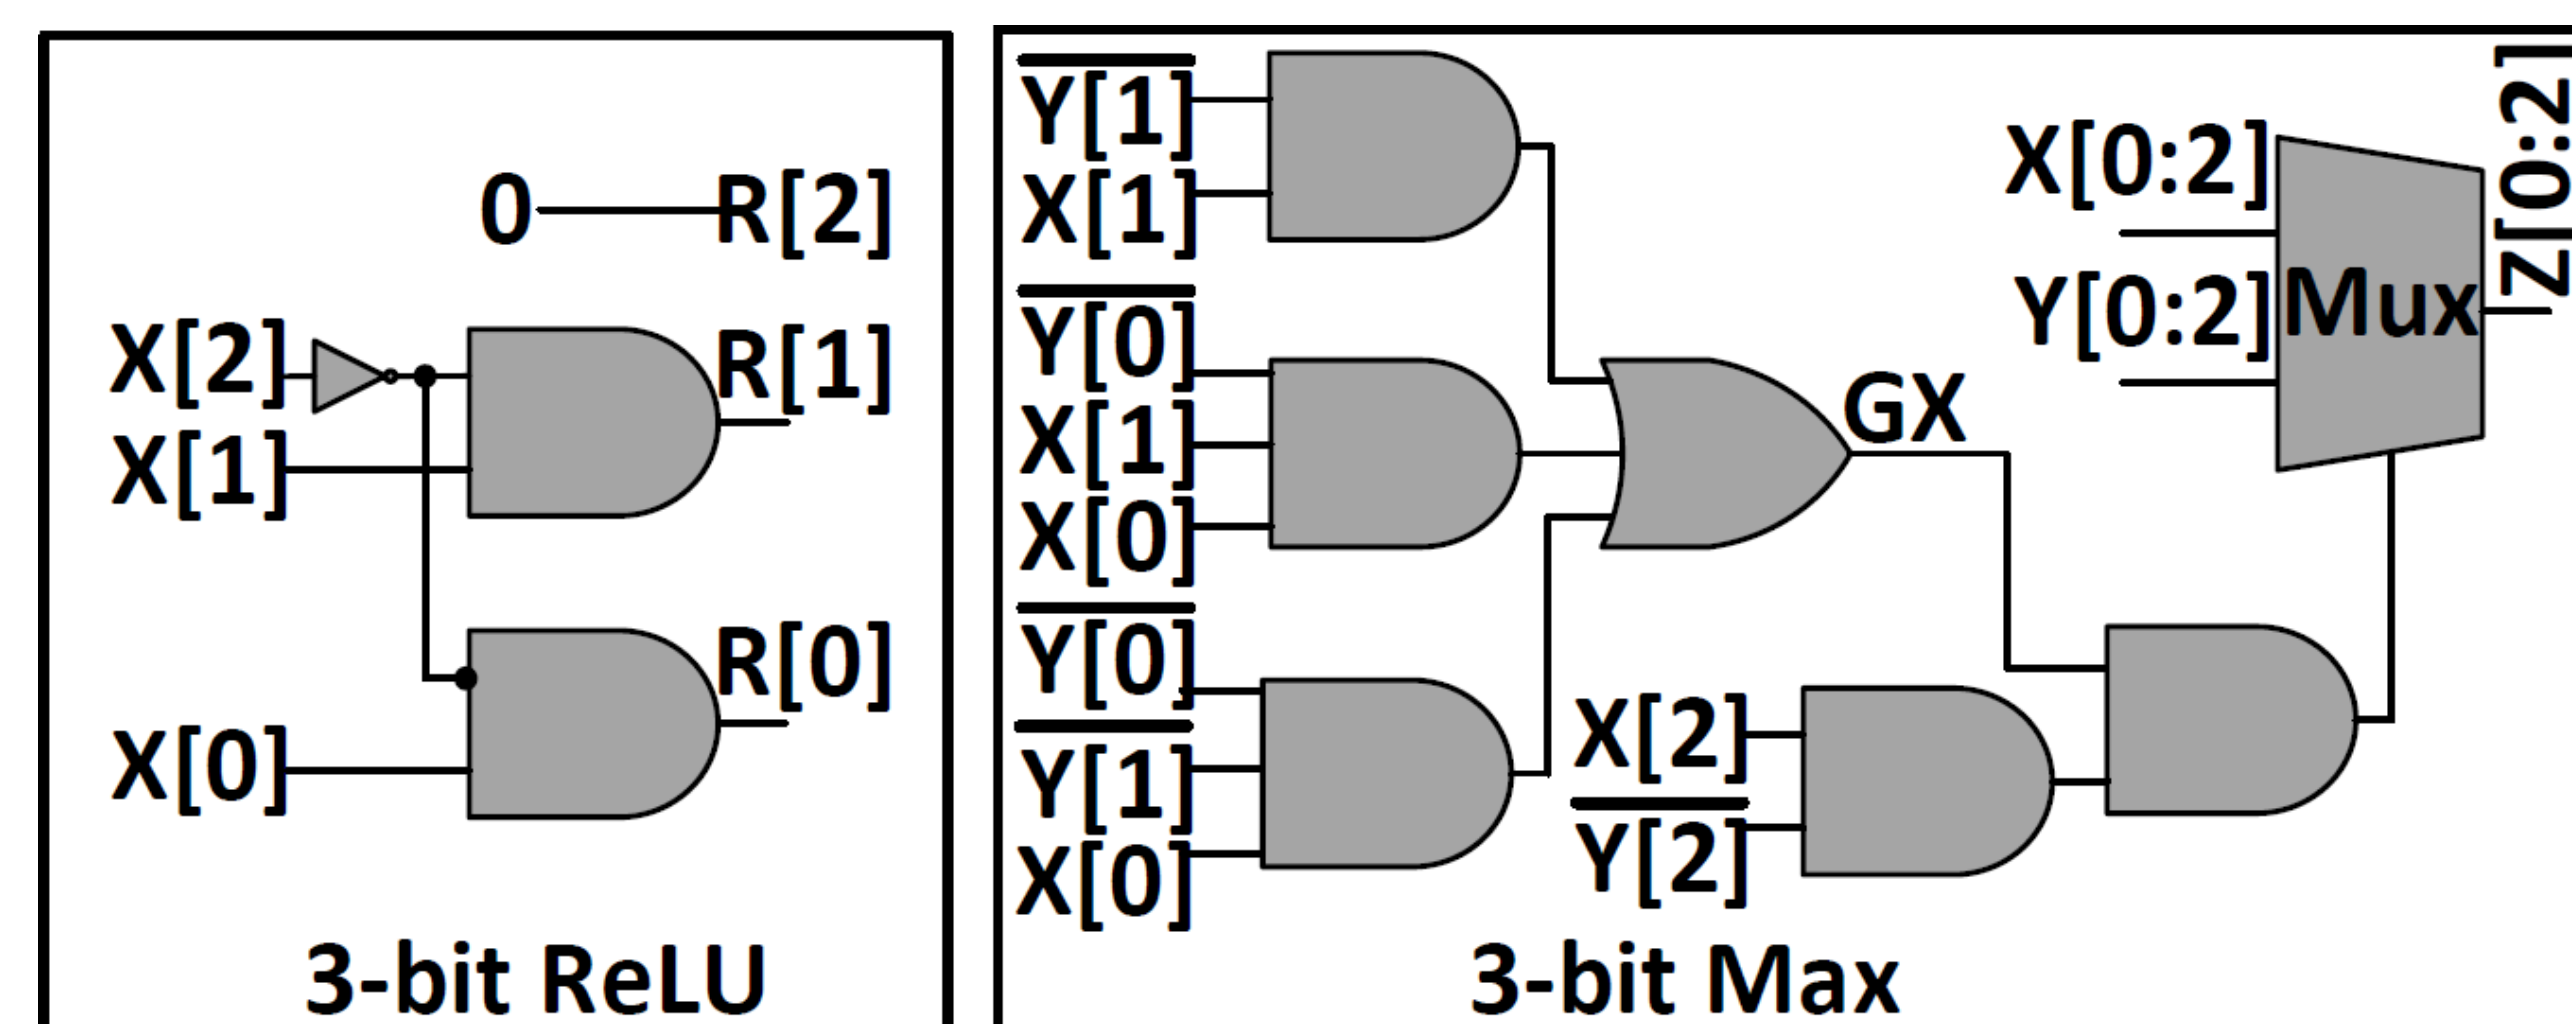 0
R[2]
X[2]
R[1]
X[1]
R[0]
X[0]
3-bit ReLU
Y[1]
X[1]
Y[0]
X[1]
X[0]
Y[0]
Y[1]
X[0]
GX
X[2]
Y[2]
X[0:2]
Y[0:2]
Mux
Z[0:2]
3-bit Max